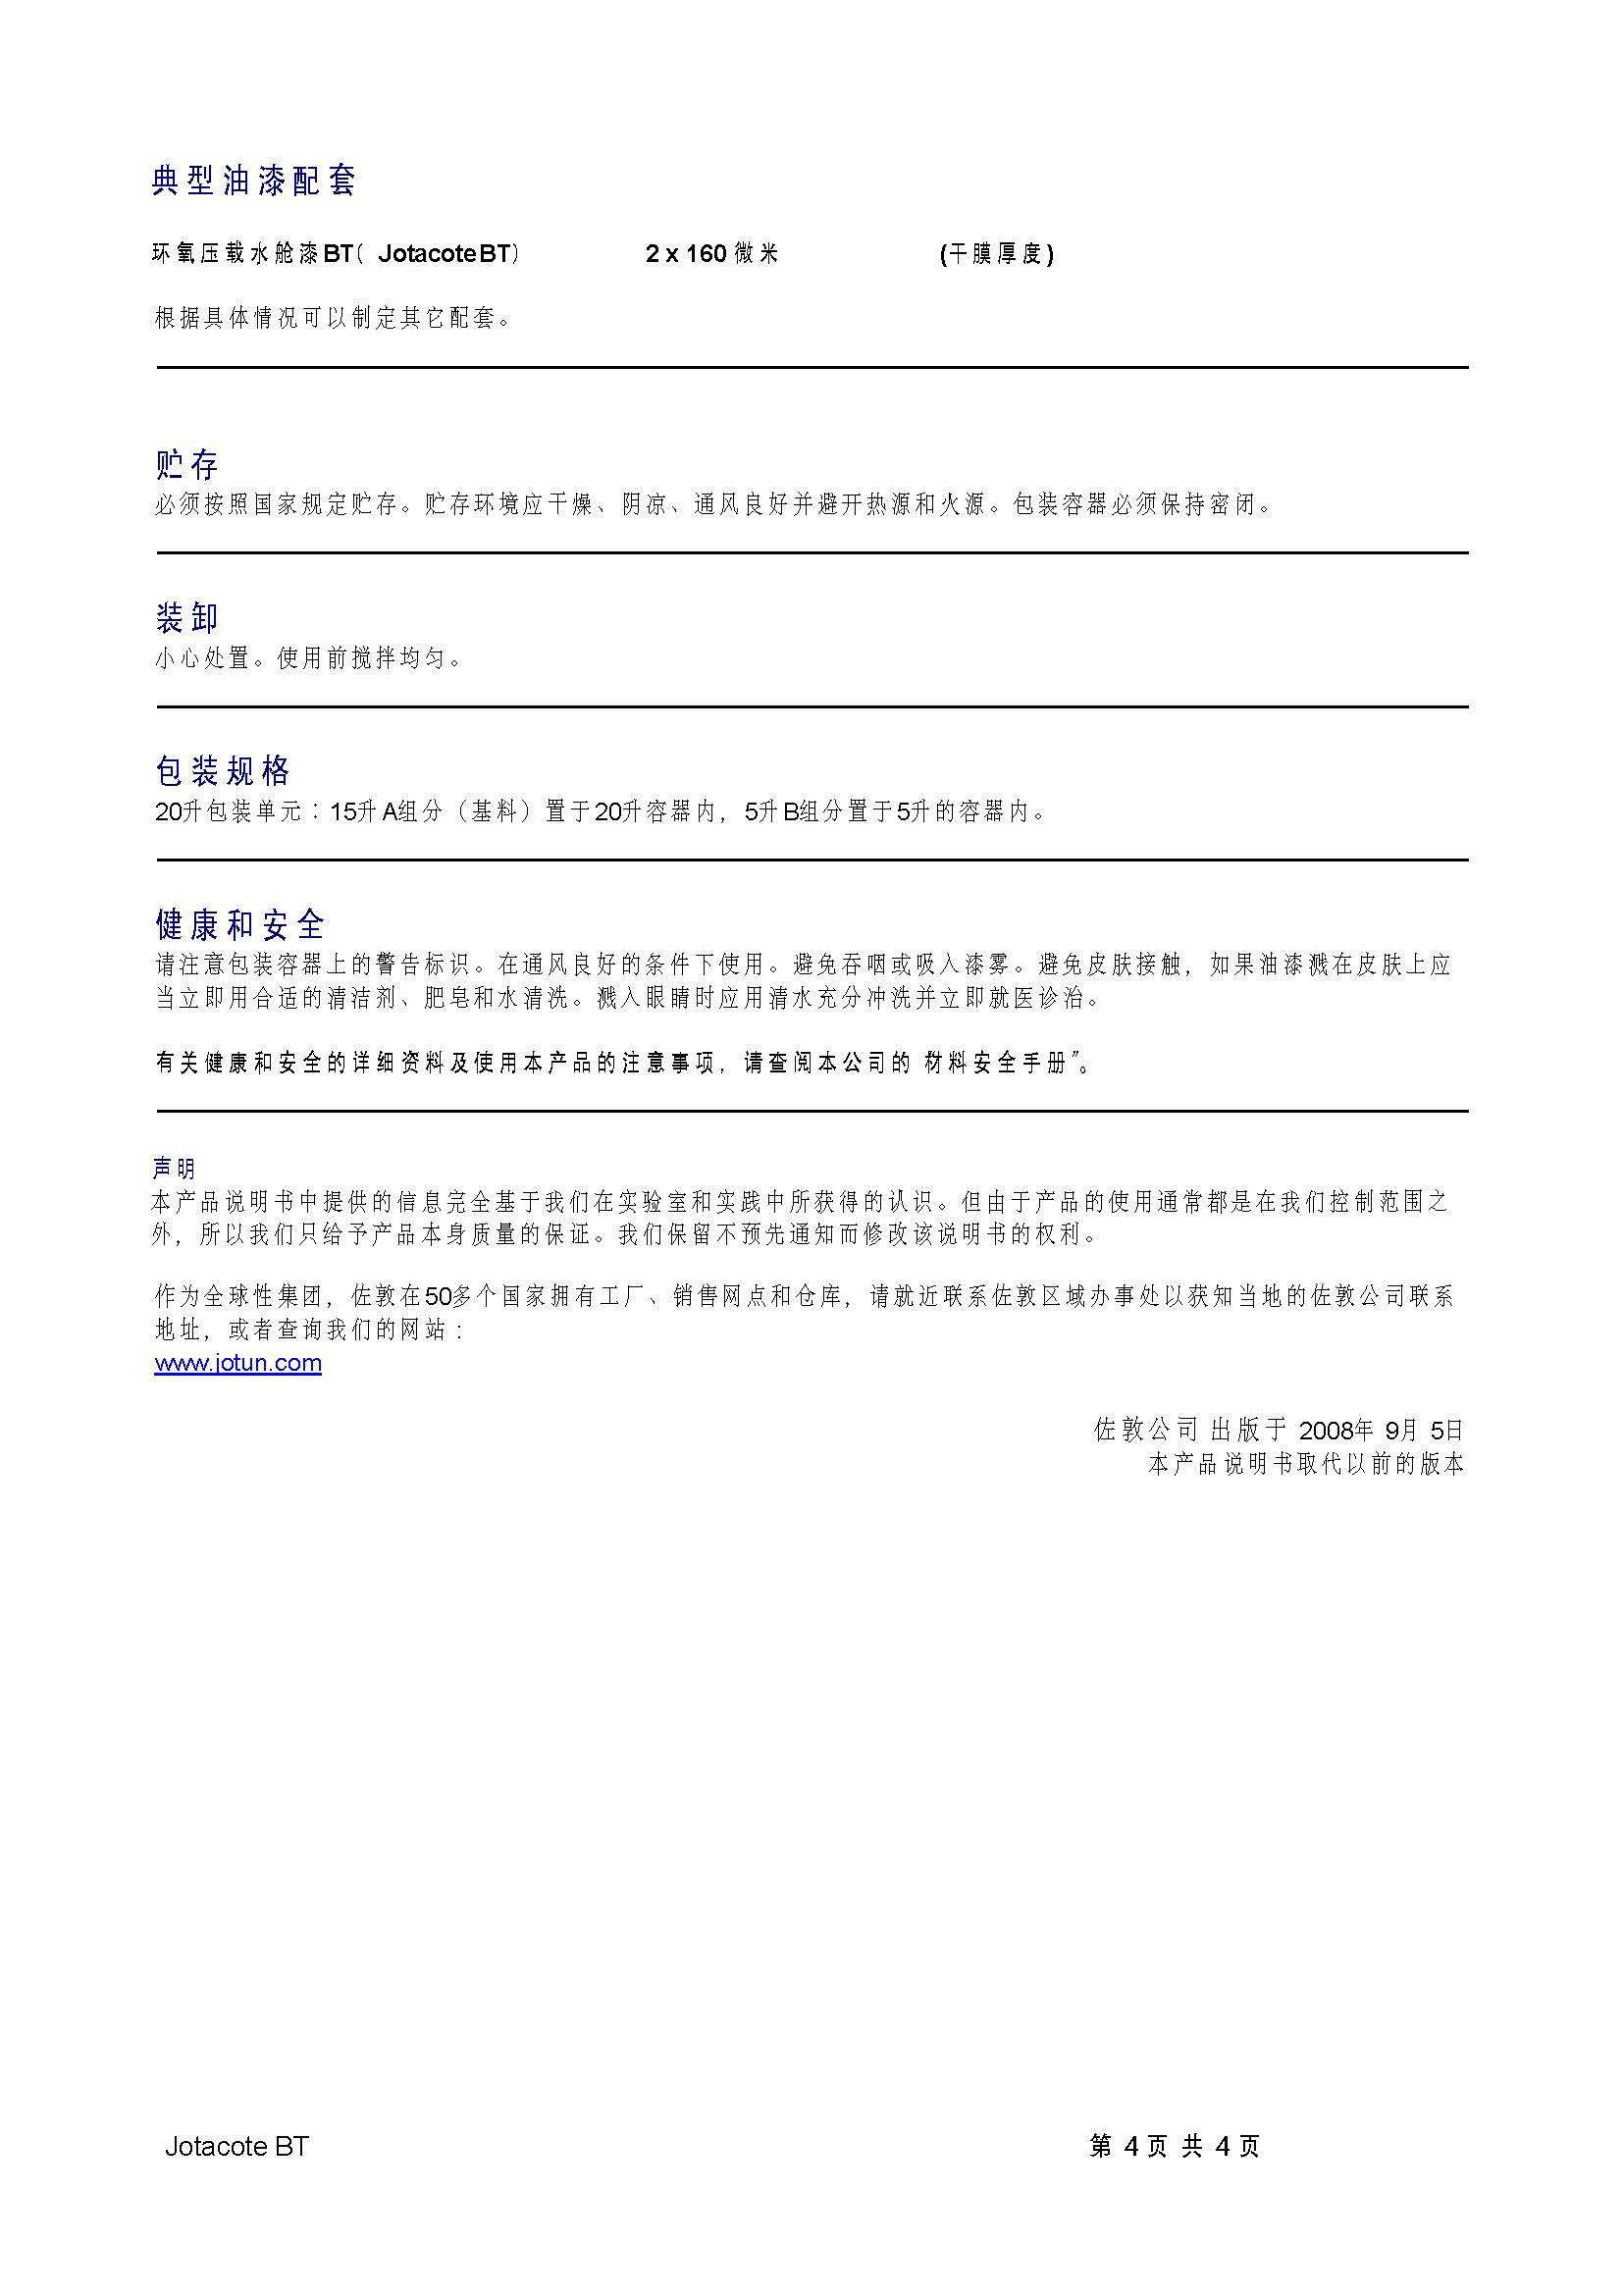 典型油漆配套
环氧压载水舱漆BT( JotacoteBT) 2 x 160 微米 (干膜厚度)
根据具体情况可以制定其它配套。
贮存
必须按照国家规定贮存。贮存环境应干燥、阴凉、通风良好并避开热源和火源。包装容器必须保持密闭。
装卸
小心处置。使用前搅拌均匀。
包装规格
20升包装单元：15升A组分（基料）置于20升容器内，5升B组分置于5升的容器内。
健康和安全
请注意包装容器上的警告标识。在通风良好的条件下使用。避免吞咽或吸入漆雾。避免皮肤接触，如果油漆溅在皮肤上应
当立即用合适的清洁剂、肥皂和水清洗。溅入眼睛时应用清水充分冲洗并立即就医诊治。
有关健康和安全的详细资料及使用本产品的注意事项，请查阅本公司的 材料安全手册”。
声明
本产品说明书中提供的信息完全基于我们在实验室和实践中所获得的认识。但由于产品的使用通常都是在我们控制范围之
外，所以我们只给予产品本身质量的保证。我们保留不预先通知而修改该说明书的权利。
作为全球性集团，佐敦在50多个国家拥有工厂、销售网点和仓库，请就近联系佐敦区域办事处以获知当地的佐敦公司联系
地址，或者查询我们的网站：
www.jotun.com
佐敦公司 出版于 2008年 9月 5日
本产品说明书取代以前的版本
Jotacote BT 第 4 页 共 4 页